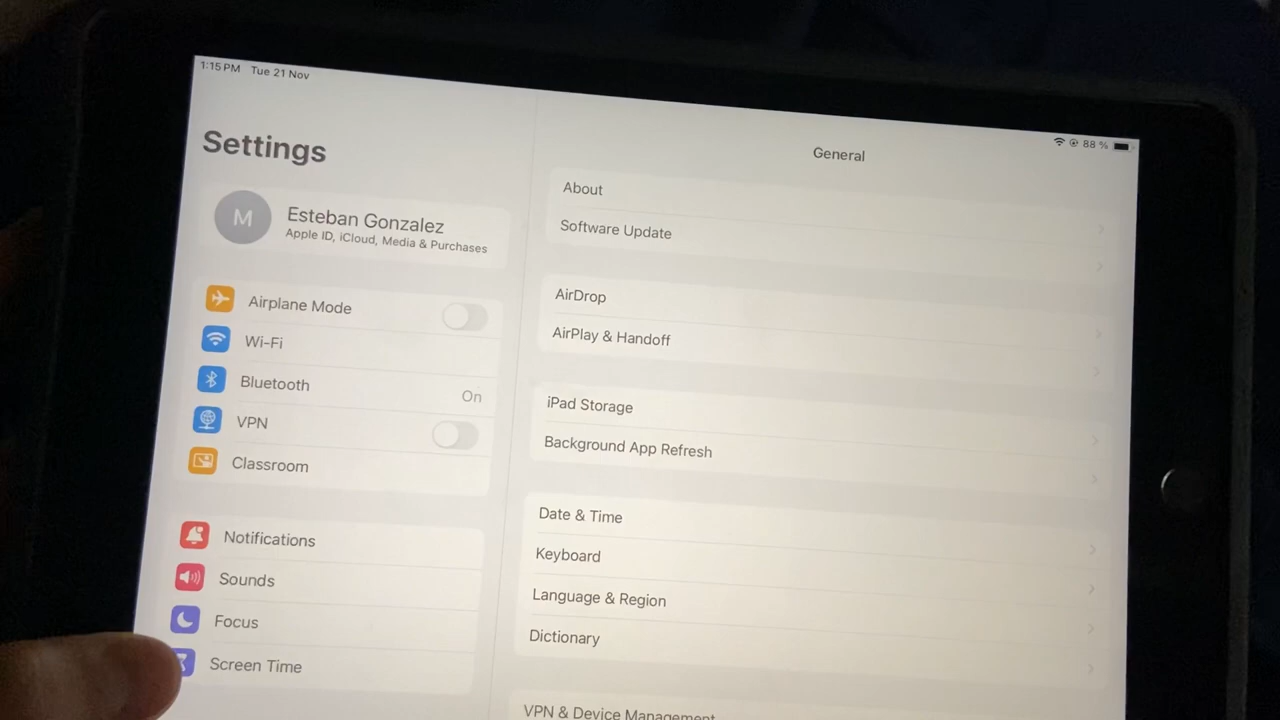 1:15 PM Tue 21 Nov
88 %
Settings
M
Esteban Gonzalez
Apple ID, iCloud, Media & Purchases
Airplane Mode
Wi-Fi
Bluetooth On
VPN
Classroom
Notifications
Sounds
Focus
Screen Time
General
About
Software Update
AirDrop
AirPlay & Handoff
iPad Storage
Background App Refresh
Date & Time
Keyboard
Language & Region
Dictionary
VPN & Device Management